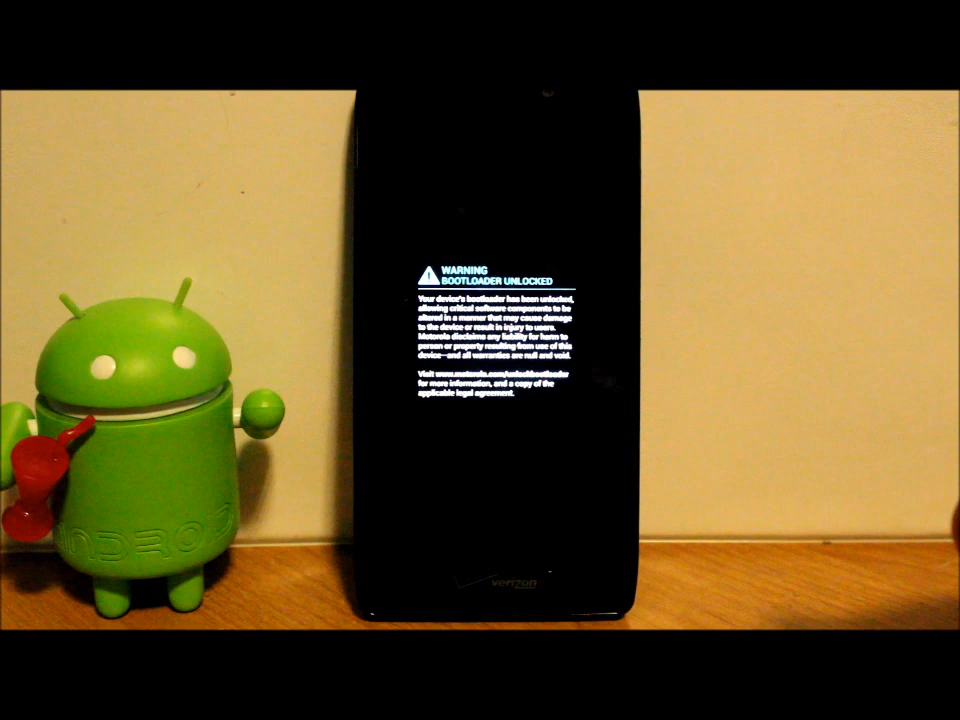 WARNING
BOOTLOADER UNLOCKED
Your device's bootloader has been unlocked,
allowing critical software components to be
altered in a manner that may cause damage
to the device or result in injury to users.
Motorola disclaims any liability for harm to
person or property resulting from use of this
device—and all warranties are null and void.
Visit www.motorola.com/unlockbootloader
for more information, and a copy of the
applicable legal agreement.
ANDROID
verizon